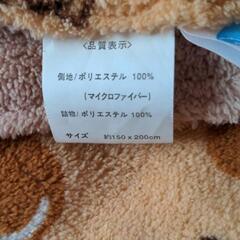 〈品質表示〉
側地/ポリエステル 100%
(マイクロファイバー)
詰物/ポリエステル 100%
サイズ 約150×200cm